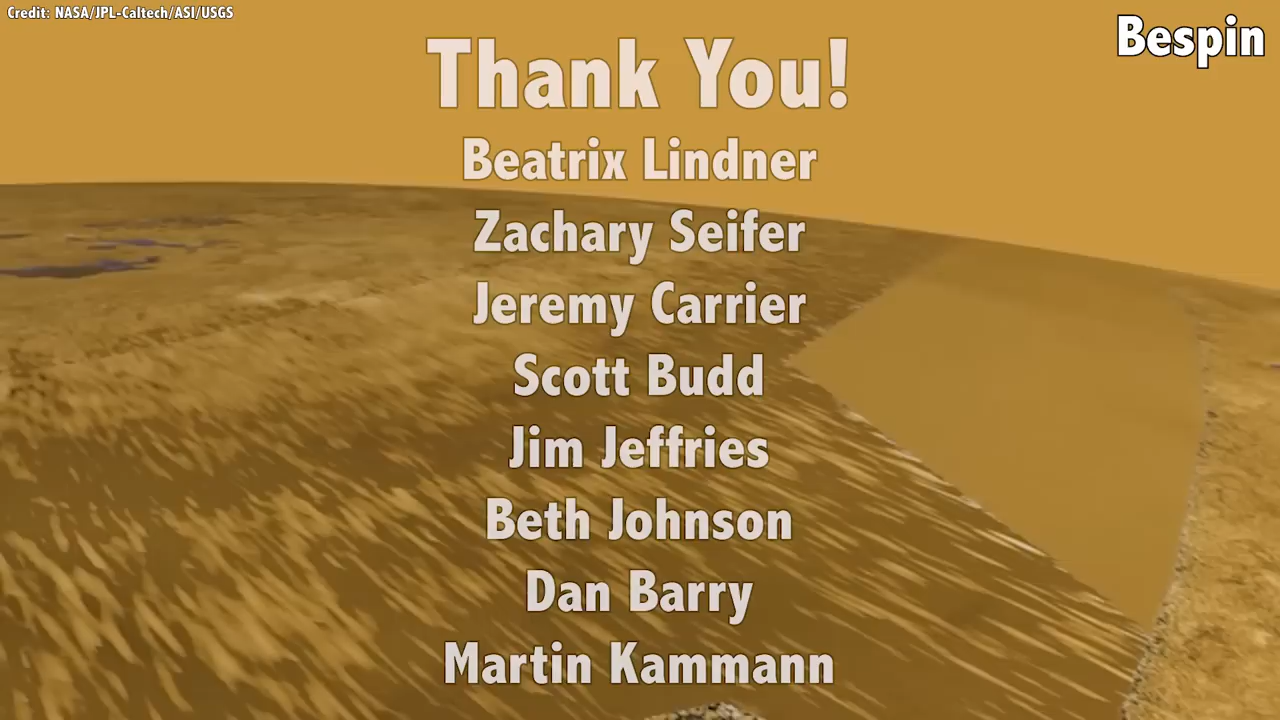 Credit: NASA/JPL-Caltech/ASI/USGS
Bespin
Thank You!
Beatrix Lindner
Zachary Seifer
Jeremy Carrier
Scott Budd
Jim Jeffries
Beth Johnson
Dan Barry
Martin Kammann